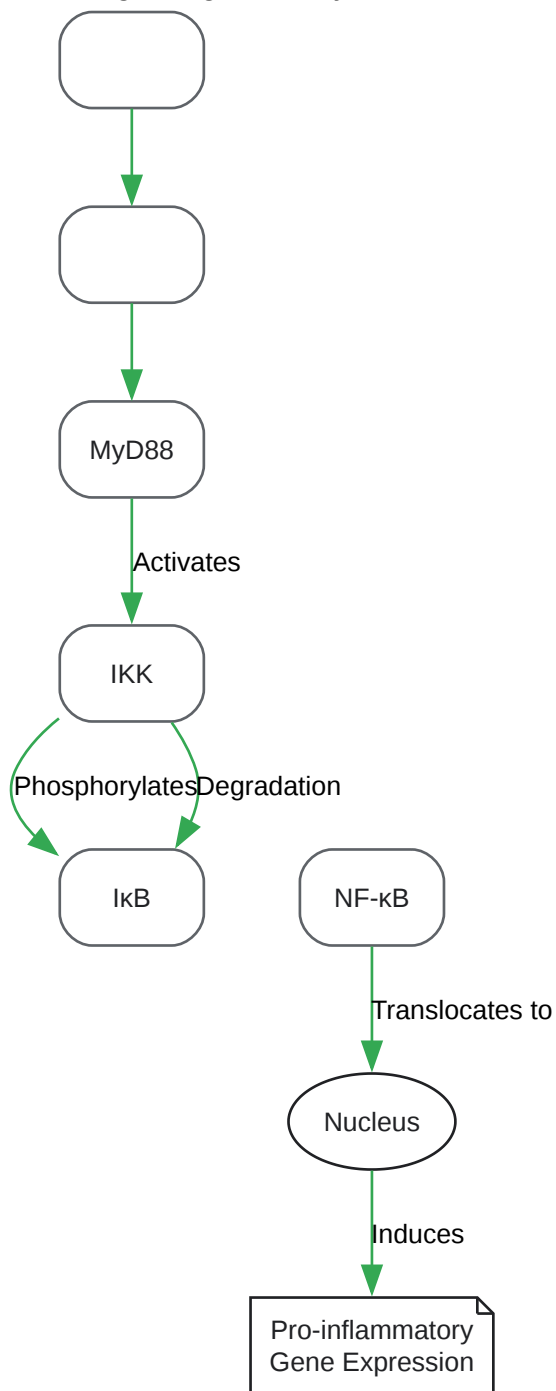 MyD88
Activates
IKK
Phosphorylates
Degradation
IκB
NF-κB
Translocates to
Nucleus
Induces
Pro-inflammatory
Gene Expression